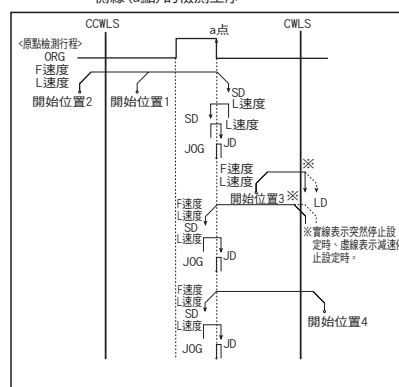 側線(a點)的檢測工序
CCWLS
CWLS
a点
<原點檢測行程>
ORG
F速度
L速度
SD
開始位置2
開始位置1
L速度
SD
L速度
JOG
JD
F速度
L速度
※
開始位置3
※
LD
F速度
L速度
SD
L速度
JD
JOG
※實線表示突然停止設
定時、虛線表示減速停
止設定時。
F速度
L速度
SD
L速度
JOG
JD
開始位置4